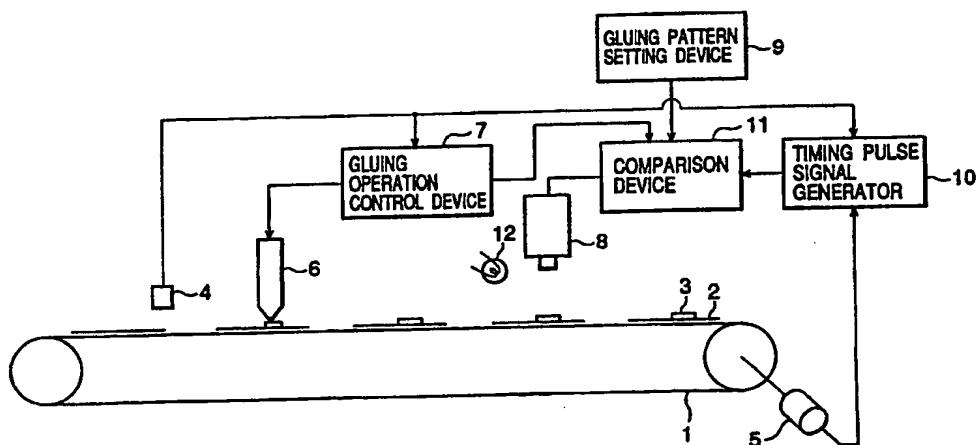 GLUING PATTERN
SETTING DEVICE
9
7
11
GLUING
OPERATION
CONTROL DEVICE
COMPARISON
DEVICE
TIMING PULSE
SIGNAL
GENERATOR
10
12
8
6
4
3
2
1
5